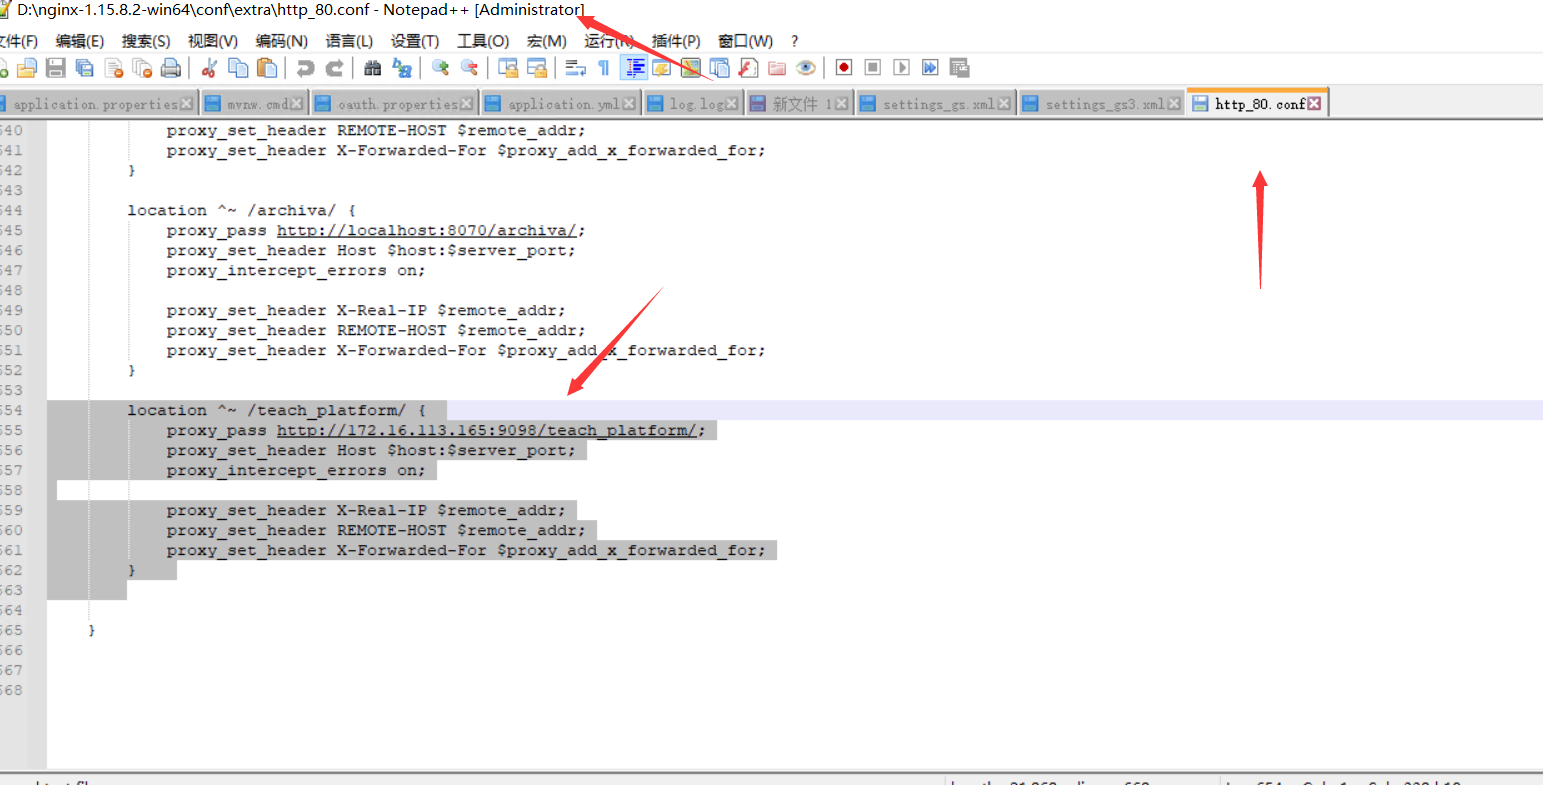 D:\nginx-1.15.8.2-win64\conf\extra\http_80.conf - Notepad++ [Administrator]
文件(F) 编辑(E) 搜索(S) 视图(V) 编码(N) 语言(L) 设置(T) 工具(O) 宏(M) 运行(R) 插件(P) 窗口(W) ?
application.properties mvnw.cmd oauth.properties application.yml log.log 新文件 1 settings_gs.xml settings_gs3.xml http_80.conf
540 proxy_set_header REMOTE-HOST $remote_addr;
541 proxy_set_header X-Forwarded-For $proxy_add_x_forwarded_for;
542 }
543
544 location ^~ /archiva/ {
545 proxy_pass http://localhost:8070/archiva/;
546 proxy_set_header Host $host:$server_port;
547 proxy_intercept_errors on;
548
549 proxy_set_header X-Real-IP $remote_addr;
550 proxy_set_header REMOTE-HOST $remote_addr;
551 proxy_set_header X-Forwarded-For $proxy_add_x_forwarded_for;
552 }
553
554 location ^~ /teach_platform/ {
555 proxy_pass http://172.16.113.165:9098/teach_platform/;
556 proxy_set_header Host $host:$server_port;
557 proxy_intercept_errors on;
558
559 proxy_set_header X-Real-IP $remote_addr;
560 proxy_set_header REMOTE-HOST $remote_addr;
561 proxy_set_header X-Forwarded-For $proxy_add_x_forwarded_for;
562 }
563
564
565 }
566
567
568